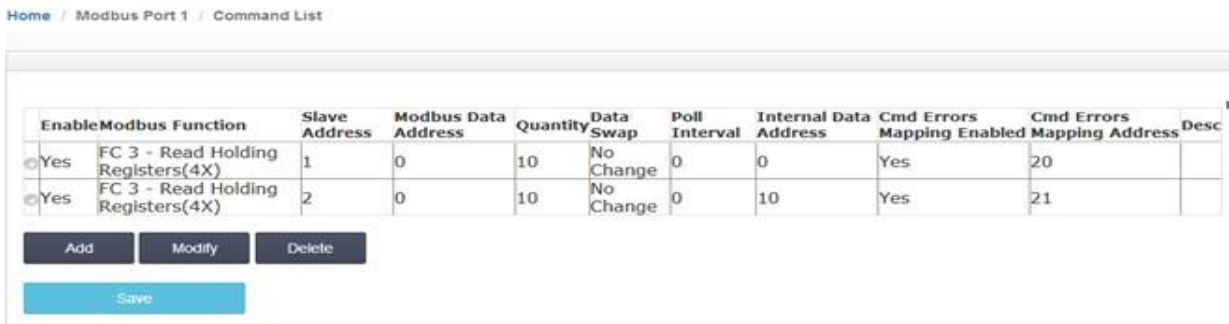 Home / Modbus Port 1 / Command List
Enable Modbus Function Slave Address Modbus Data Address Quantity Data Swap Poll Interval Internal Data Address Cmd Errors Mapping Enabled Cmd Errors Mapping Address Desc
Yes FC 3 - Read Holding Registers(4X) 1 0 10 No Change 0 0 Yes 20
Yes FC 3 - Read Holding Registers(4X) 2 0 10 No Change 0 10 Yes 21
Add Modify Delete
Save